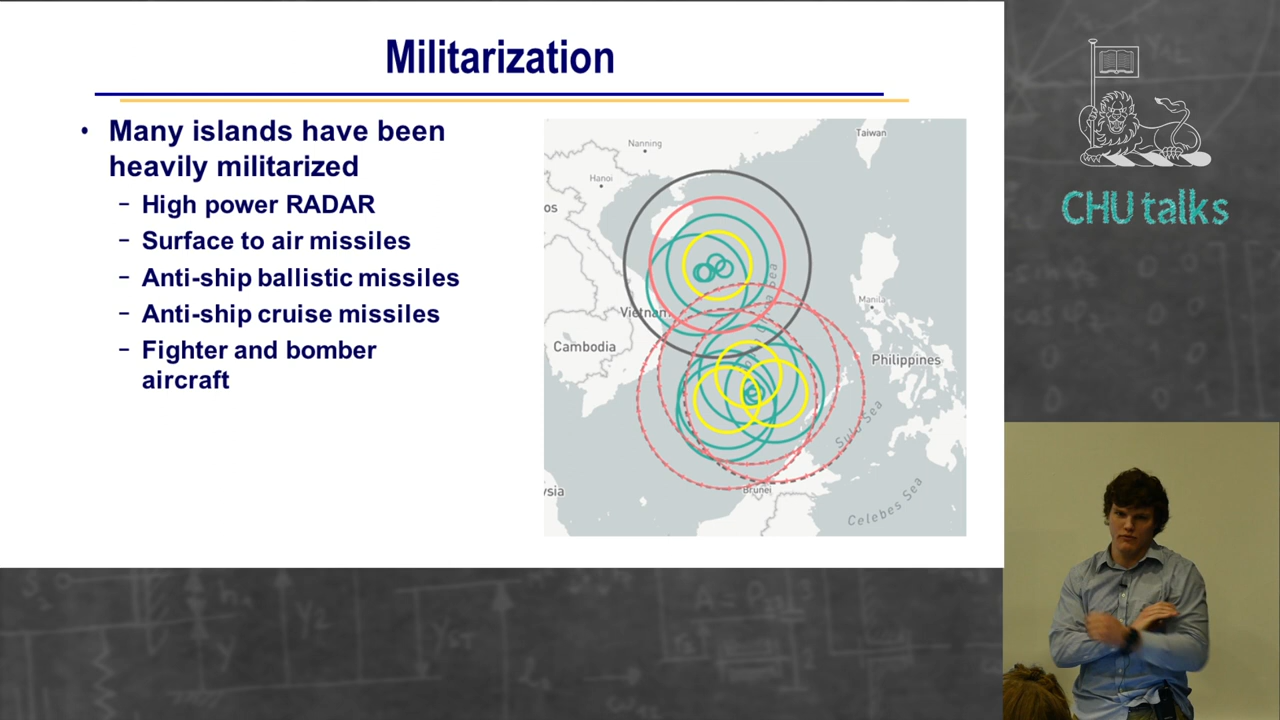 Militarization
• Many islands have been
heavily militarized
– High power RADAR
– Surface to air missiles
– Anti-ship ballistic missiles
– Anti-ship cruise missiles
– Fighter and bomber
aircraft
Taiwan
Nanning
Hanoi
os
Vietnam
Manila
Cambodia
Philippines
Sulu Sea
ysia
Brunei
Celebes Sea
CHU talks